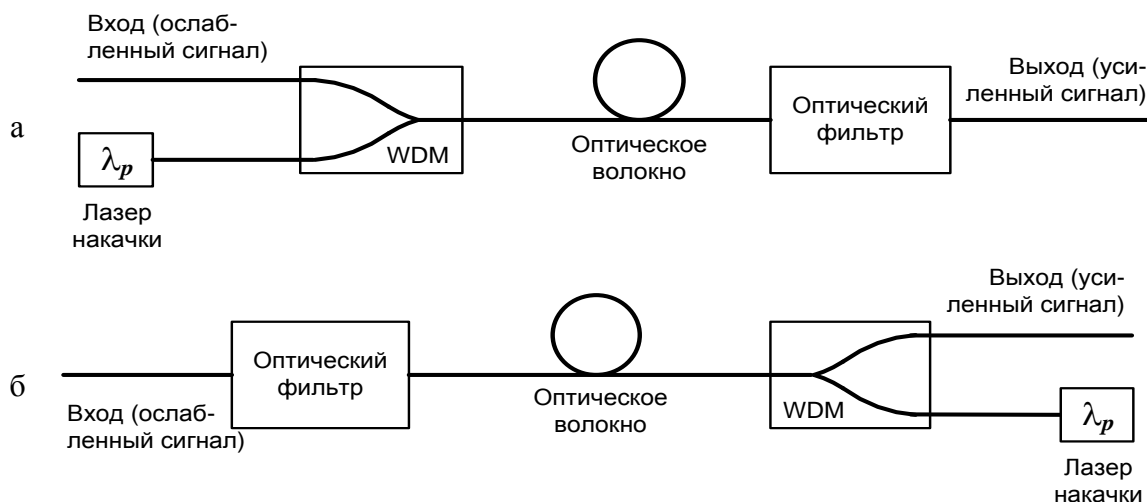 Вход (ослаб-
ленный сигнал)
Выход (уси-
ленный сигнал)
Оптический
фильтр
а
WDM
Оптическое
волокно
λp
Лазер
накачки
Выход (уси-
ленный сигнал)
Оптический
фильтр
б
Оптическое
волокно
WDM
Вход (ослаб-
ленный сигнал)
λp
Лазер
накачки